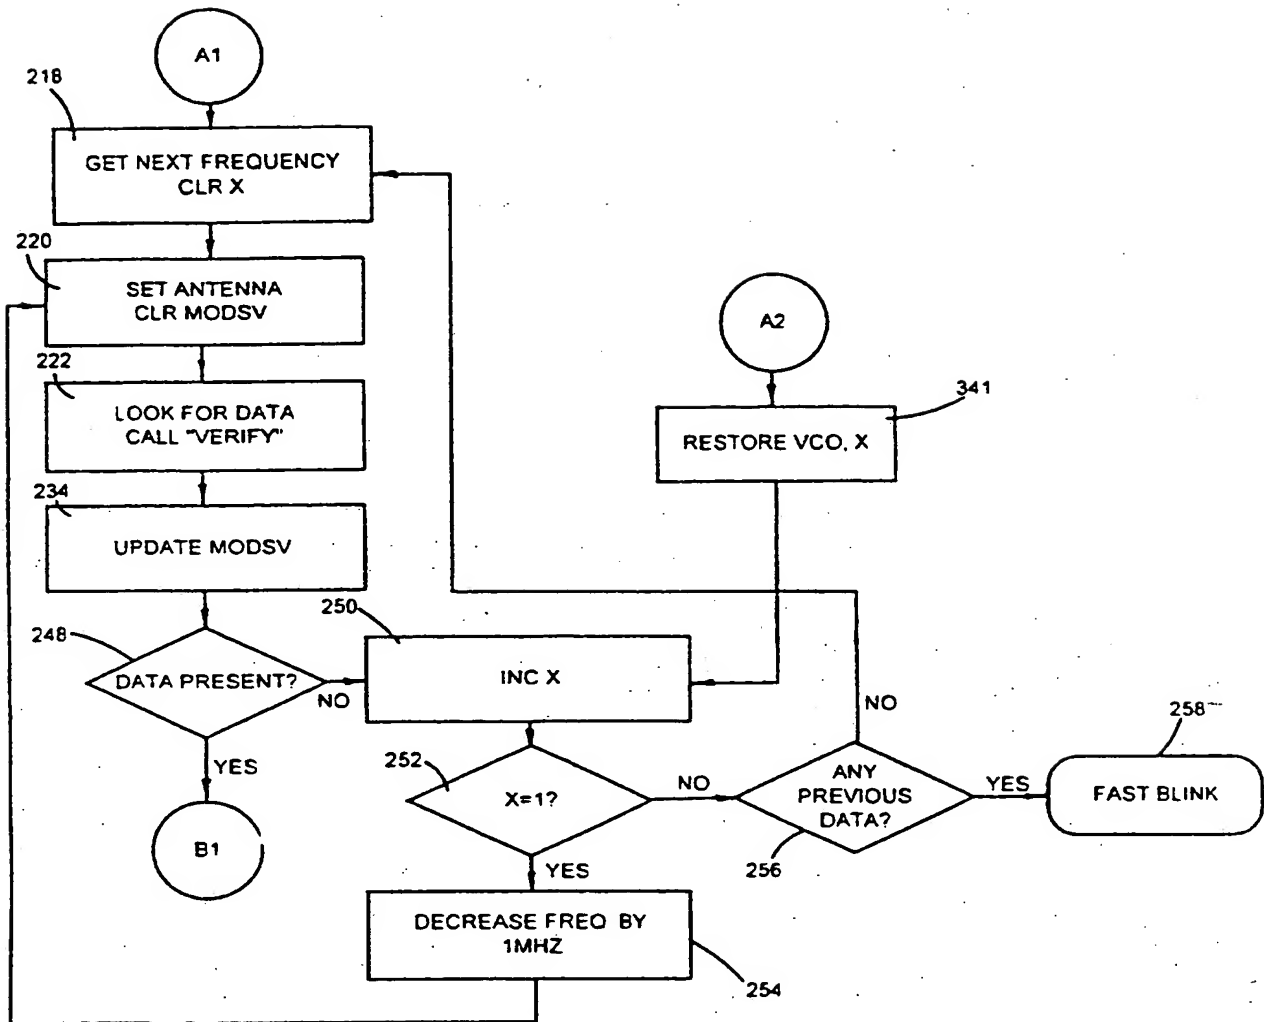 A1
218
GET NEXT FREQUENCY
CLR X
220
SET ANTENNA
CLR MODSV
222
LOOK FOR DATA
CALL "VERIFY"
234
UPDATE MODSV
248
DATA PRESENT?
NO
YES
B1
A2
341
RESTORE VCO, X
250
INC X
252
X=1?
NO
YES
DECREASE FREQ BY
1MHZ
254
NO
ANY
PREVIOUS
DATA?
256
YES
258
FAST BLINK